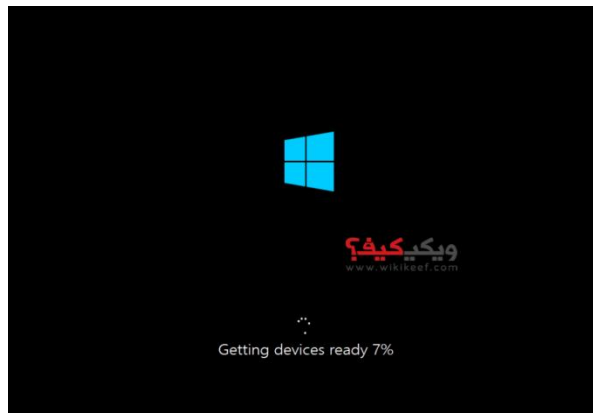 ويكيكيف؟
www.wikikeef.com
Getting devices ready 7%